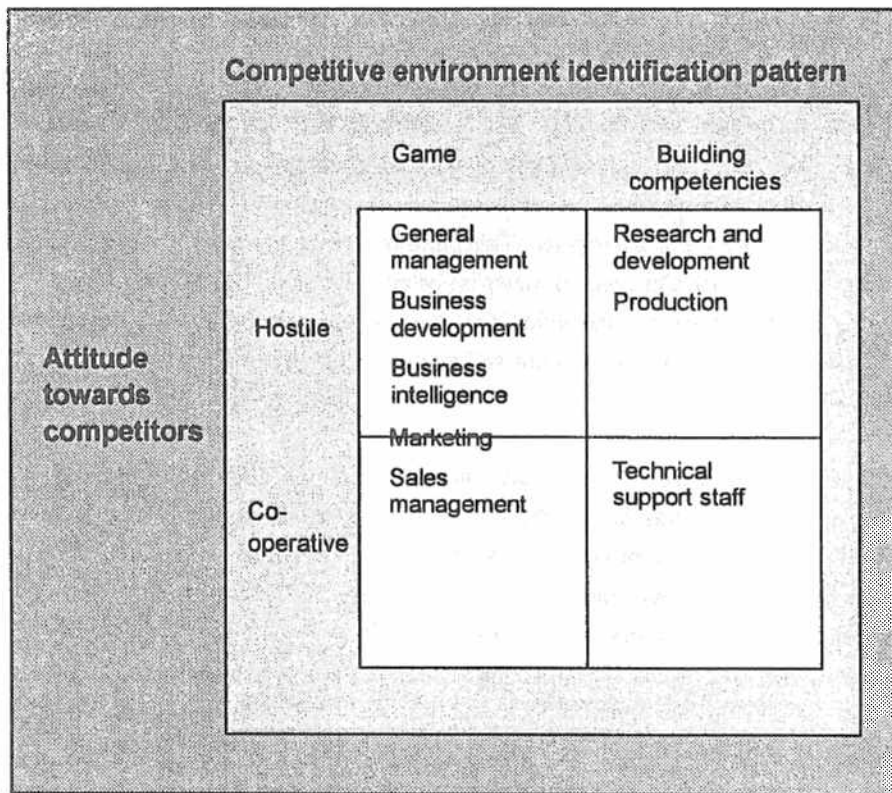 Competitive environment identification pattern
Game
Building
competencies
Attitude
towards
competitors
Hostile
General
management
Business
development
Business
intelligence
Marketing
Research and
development
Production
Co-
operative
Sales
management
Technical
support staff